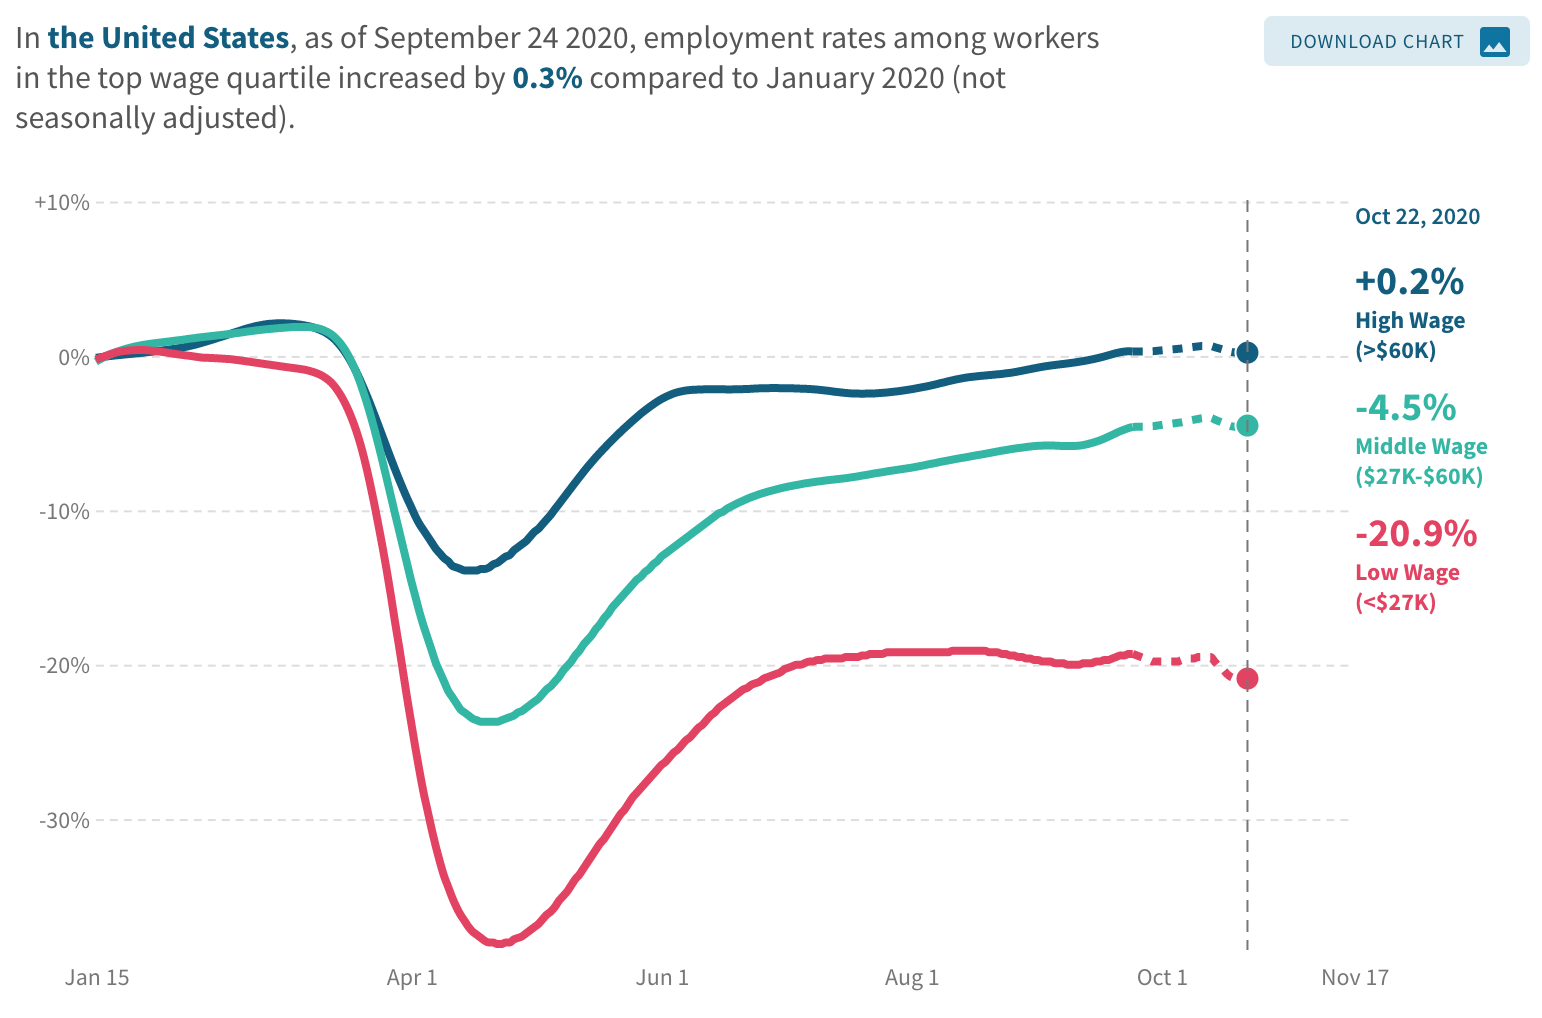 In the United States, as of September 24 2020, employment rates among workers
in the top wage quartile increased by 0.3% compared to January 2020 (not
seasonally adjusted).
DOWNLOAD CHART
+10%
0%
-10%
-20%
-30%
Oct 22, 2020
+0.2%
High Wage
(>$60K)
-4.5%
Middle Wage
($27K-$60K)
-20.9%
Low Wage
(<$27K)
Jan 15
Apr 1
Jun 1
Aug 1
Oct 1
Nov 17